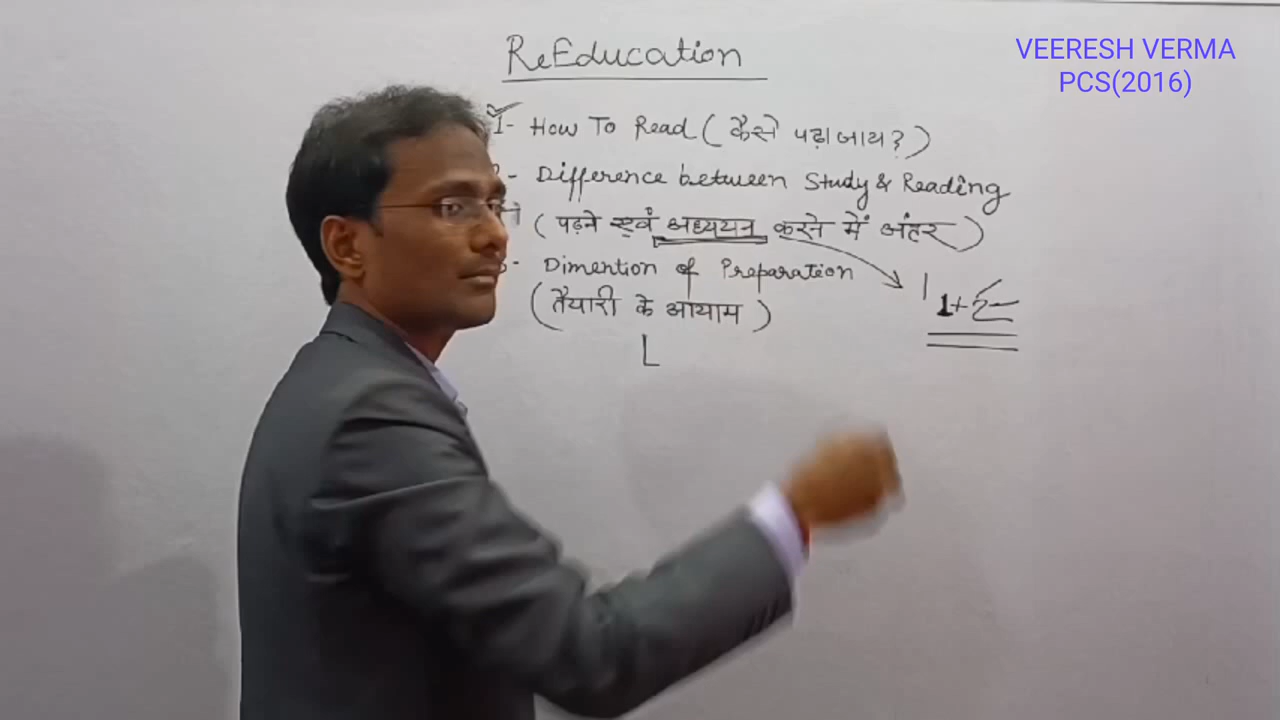 VEERESH VERMA
PCS(2016)
ReEducation
1- How To Read ( कैसे पढ़ा जाय ? )
- Difference between Study & Reading
( पढ़ने एवं अध्ययन करने में अंतर )
- Dimention of Preparation
( तैयारी के आयाम )
L